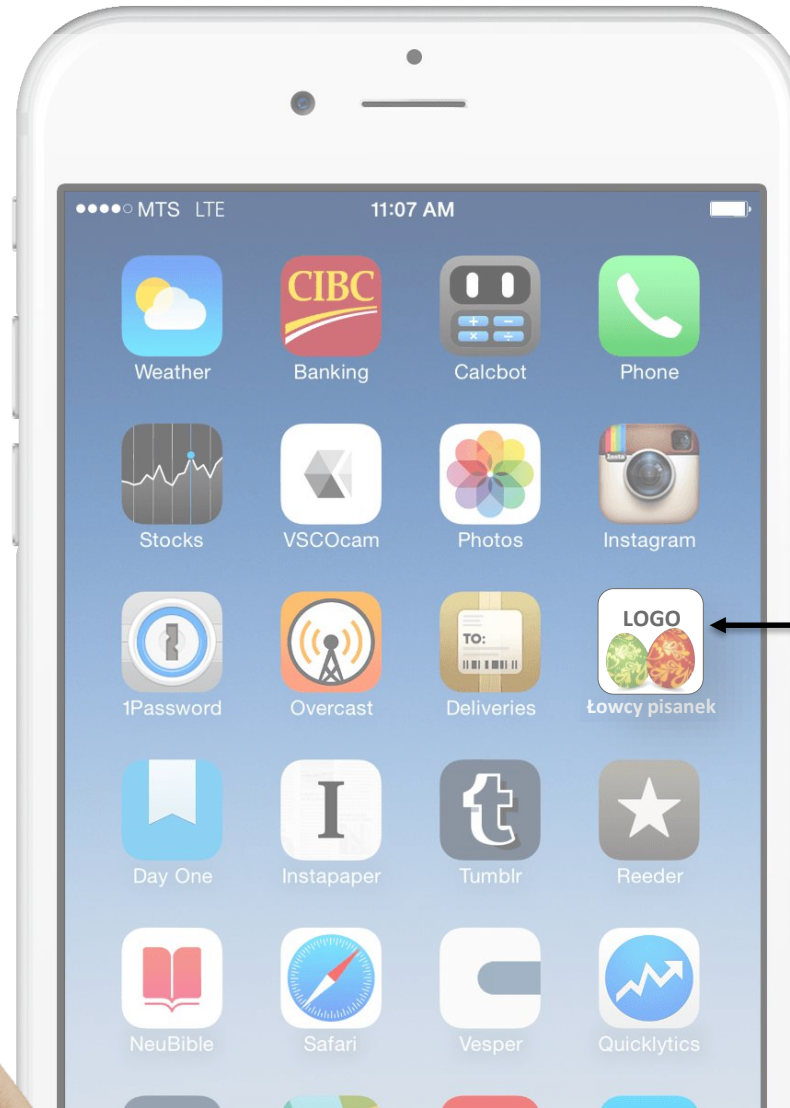 MTS LTE 11:07 AM
CIBC
Weather Banking Calcbot Phone
Insta
Stocks VSCOcam Photos Instagram
LOGO
TO:
1Password Overcast Deliveries Łowcy pisanek
I t
Day One Instapaper Tumblr Reeder
NeuBible Safari Vesper Quicklytics